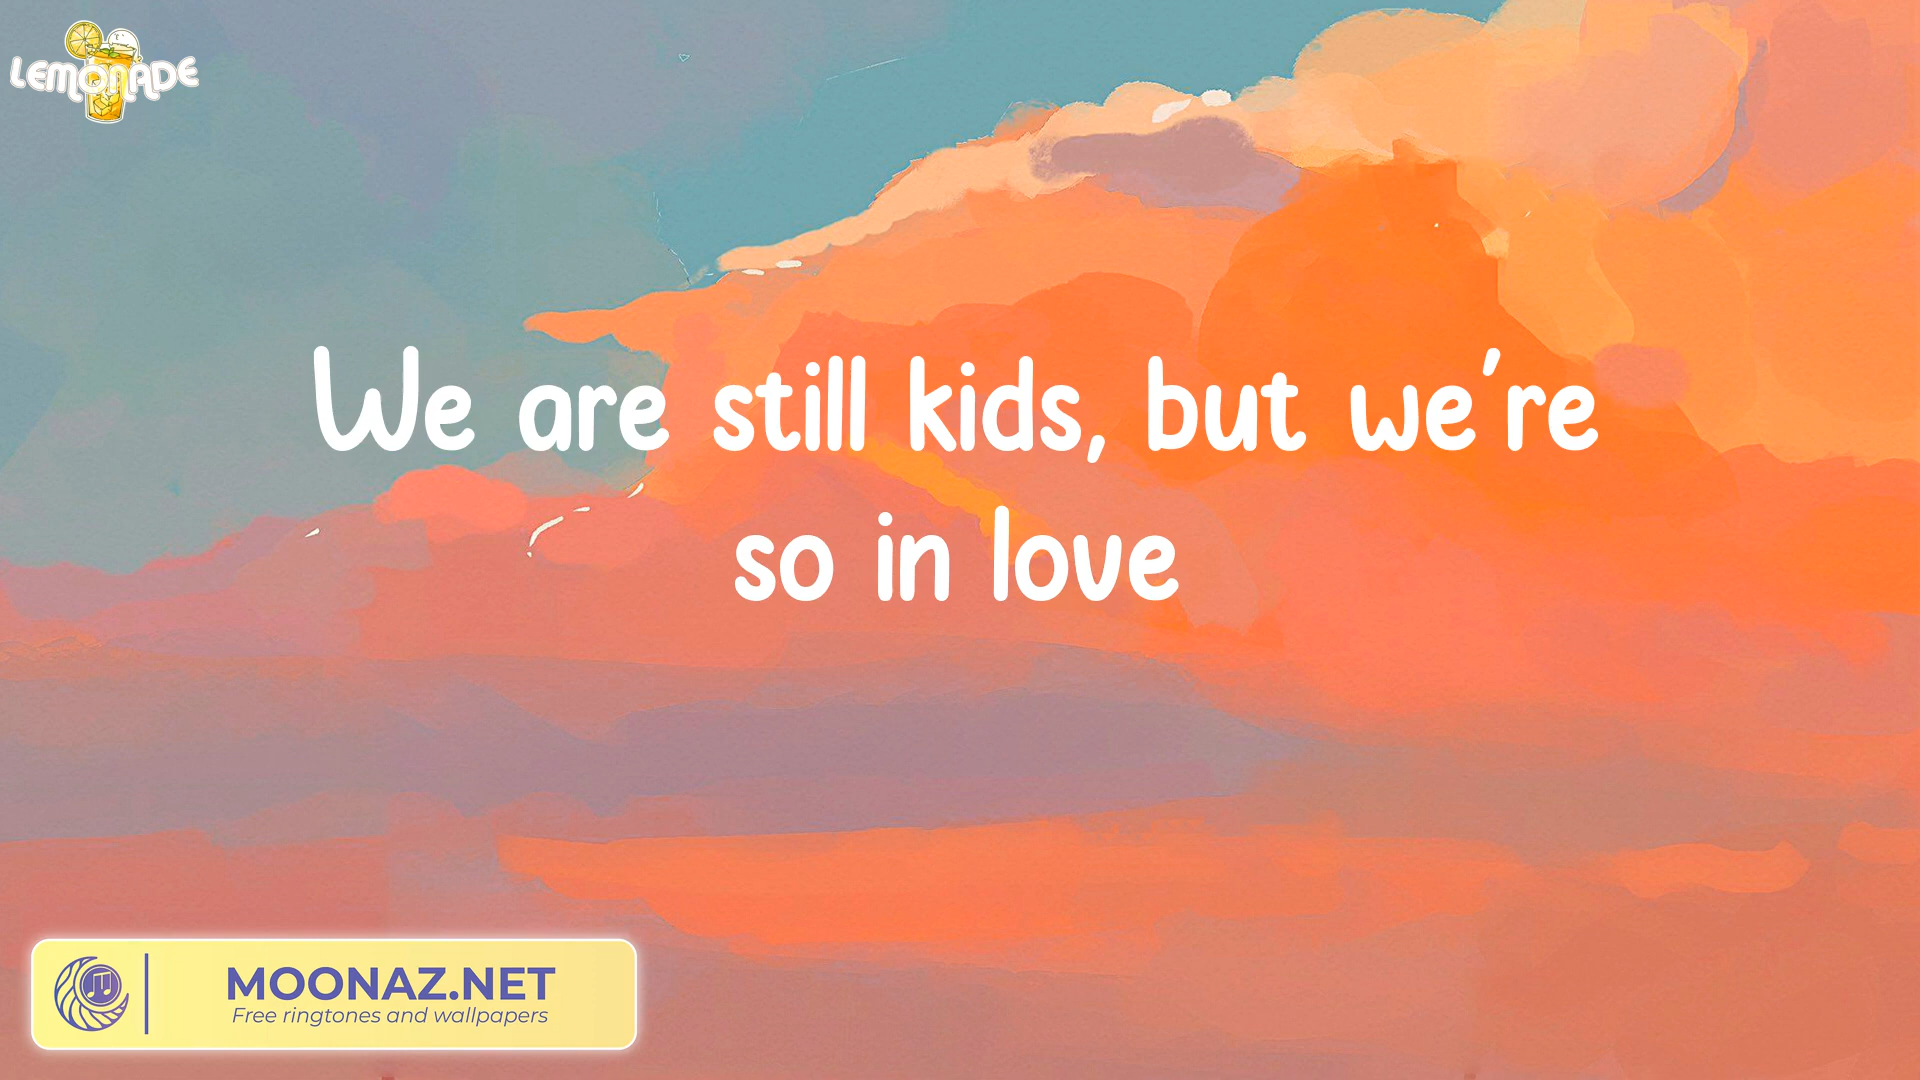 LEMONADE
We are still kids, but we're
so in love
MOONAZ.NET
Free ringtones and wallpapers